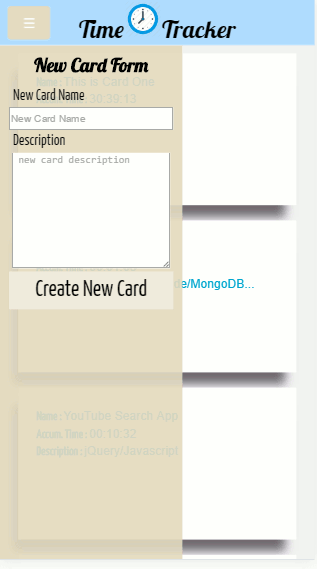 ☰
Time Tracker
New Card Form
New Card Name
New Card Name
Description
new card description
Create New Card
Name: This is Card One
30:39:13
de/MongoDB...
Name: YouTube Search App
Accum. Time: 00:10:32
Description: jQuery/Javascript